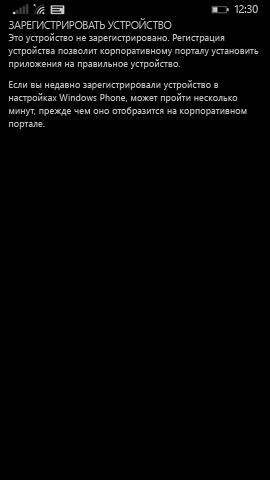 12:30
ЗАРЕГИСТРИРОВАТЬ УСТРОЙСТВО
Это устройство не зарегистрировано. Регистрация
устройства позволит корпоративному порталу установить
приложения на правильное устройство.
Если вы недавно зарегистрировали устройство в
настройках Windows Phone, может пройти несколько
минут, прежде чем оно отобразится на корпоративном
портале.